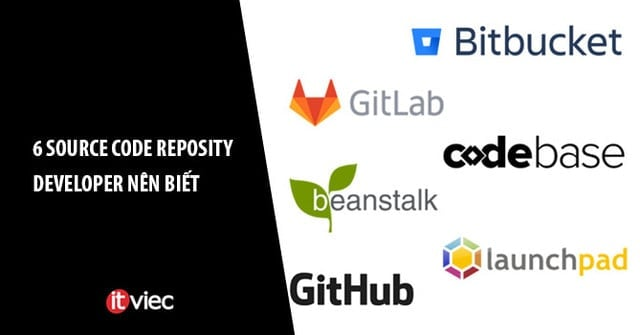 6 SOURCE CODE REPOSITY
DEVELOPER NÊN BIẾT
itviec
Bitbucket
GitLab
codebase
beanstalk
launchpad
GitHub